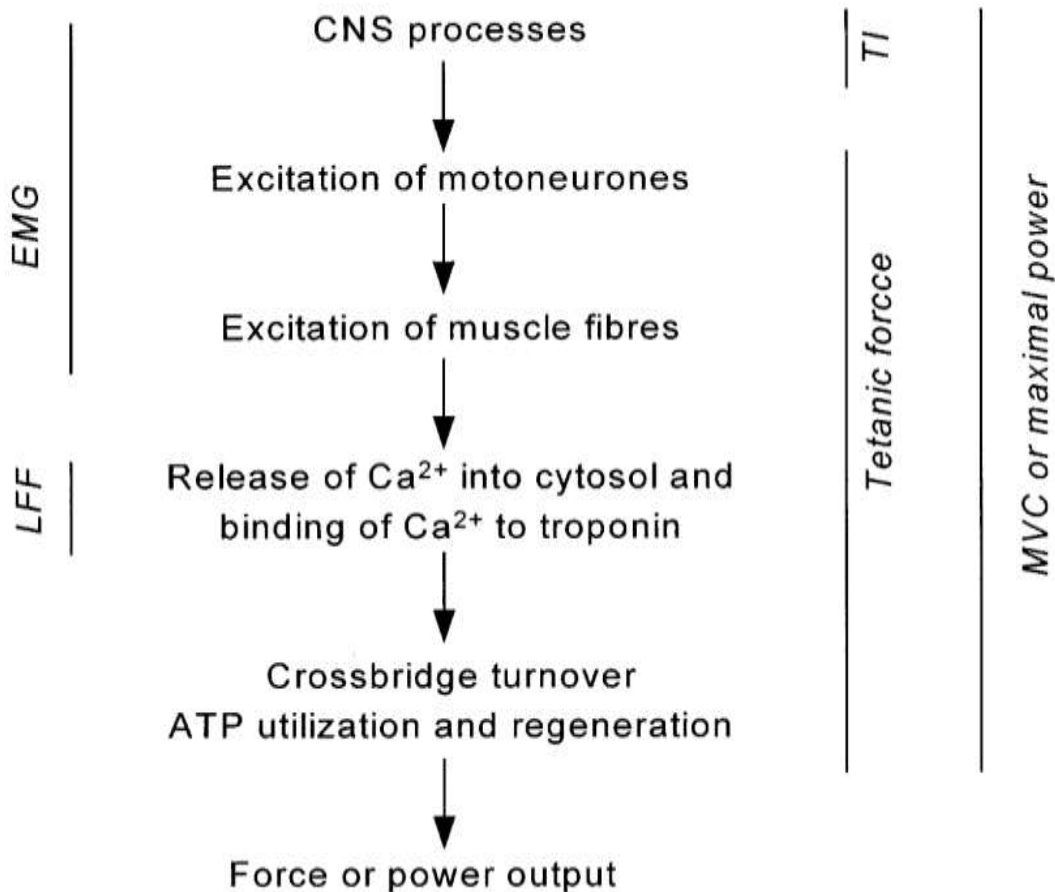 CNS processes
Excitation of motoneurones
Excitation of muscle fibres
Release of Ca²⁺ into cytosol and
binding of Ca²⁺ to troponin
Crossbridge turnover
ATP utilization and regeneration
Force or power output
EMG
LFF
TI
Tetanic forcce
MVC or maximal power